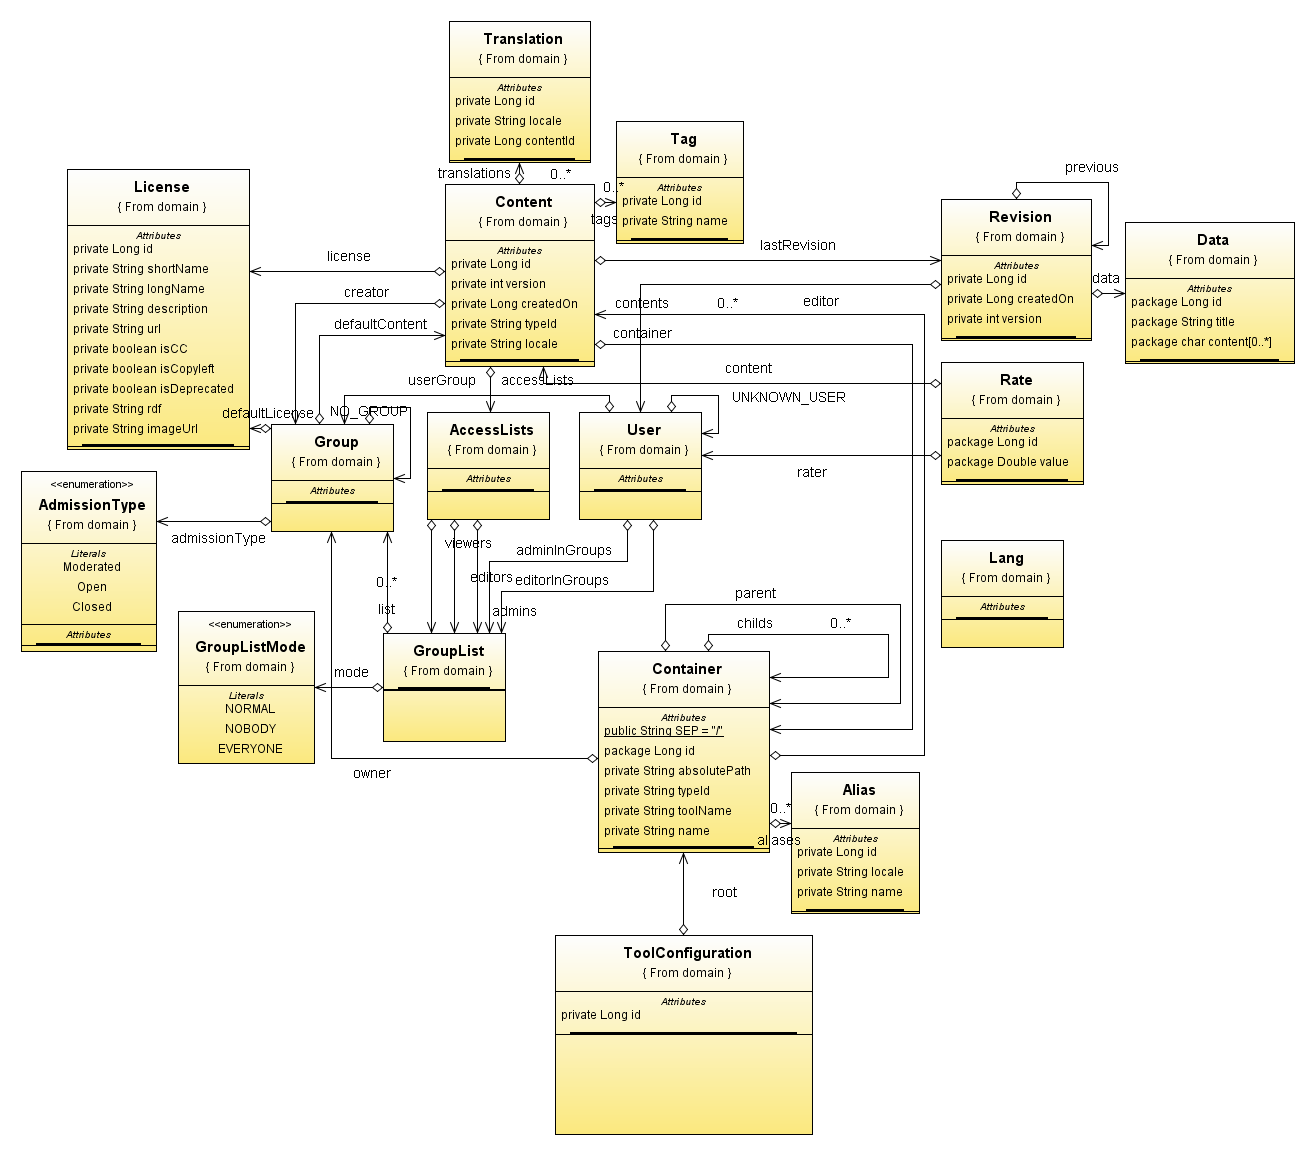 Translation
{ From domain }
Attributes
private Long id
private String locale
private Long contentId
translations
0..*
Tag
{ From domain }
Attributes
private Long id
private String name
0..*
tags
Content
{ From domain }
Attributes
private Long id
private int version
private Long createdOn
private String typeId
private String locale
License
{ From domain }
Attributes
private Long id
private String shortName
private String longName
private String description
private String url
private boolean isCC
private boolean isCopyleft
private boolean isDeprecated
private String rdf
private String imageUrl
previous
Revision
{ From domain }
Attributes
private Long id
private Long createdOn
private int version
data
Data
{ From domain }
Attributes
package Long id
package String title
package char content[0..*]
license
creator
defaultContent
lastRevision
contents
0..*
editor
container
userGroup
accessLists
content
defaultLicense
NO_GROUP
UNKNOWN_USER
rater
Rate
{ From domain }
Attributes
package Long id
package Double value
Group
{ From domain }
Attributes
AccessLists
{ From domain }
Attributes
User
{ From domain }
Attributes
<<enumeration>>
AdmissionType
{ From domain }
Literals
Moderated
Open
Closed
Attributes
admissionType
viewers
editors
admins
adminInGroups
editorInGroups
0..*
list
Lang
{ From domain }
Attributes
parent
childs
0..*
<<enumeration>>
GroupListMode
{ From domain }
Literals
NORMAL
NOBODY
EVERYONE
mode
GroupList
{ From domain }
owner
Container
{ From domain }
Attributes
public String SEP = "/"
package Long id
private String absolutePath
private String typeId
private String toolName
private String name
0..*
aliases
Alias
{ From domain }
Attributes
private Long id
private String locale
private String name
root
ToolConfiguration
{ From domain }
Attributes
private Long id